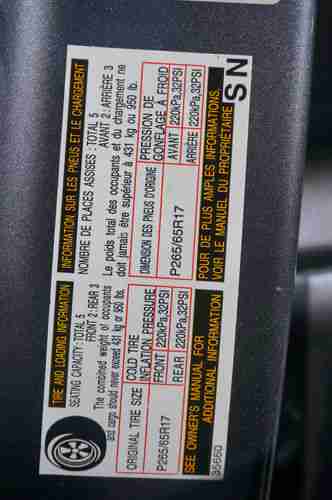 TIRE AND LOADING INFORMATION
SEATING CAPACITY: TOTAL 5
FRONT 2 : REAR 3
The combined weight of occupants
and cargo should never exceed 431 kg or 950 lbs.
ORIGINAL TIRE SIZE
COLD TIRE
INFLATION PRESSURE
P265/65R17
FRONT 220kPa,32PSI
REAR 220kPa,32PSI
SEE OWNER'S MANUAL FOR
ADDITIONAL INFORMATION
35660
INFORMATION SUR LES PNEUS ET LE CHARGEMENT
NOMBRE DE PLACES ASSISES : TOTAL 5
AVANT 2 : ARRIÈRE 3
Le poids total des occupants et du chargement ne
doit jamais être supérieur à 431 kg ou 950 lb.
DIMENSION DES PNEUS D'ORIGINE
PRESSION DE
GONFLAGE À FROID
P265/65R17
AVANT 220kPa,32PSI
ARRIÈRE 220kPa,32PSI
POUR DE PLUS AMPLES INFORMATIONS,
VOIR LE MANUEL DU PROPRIÉTAIRE
SN